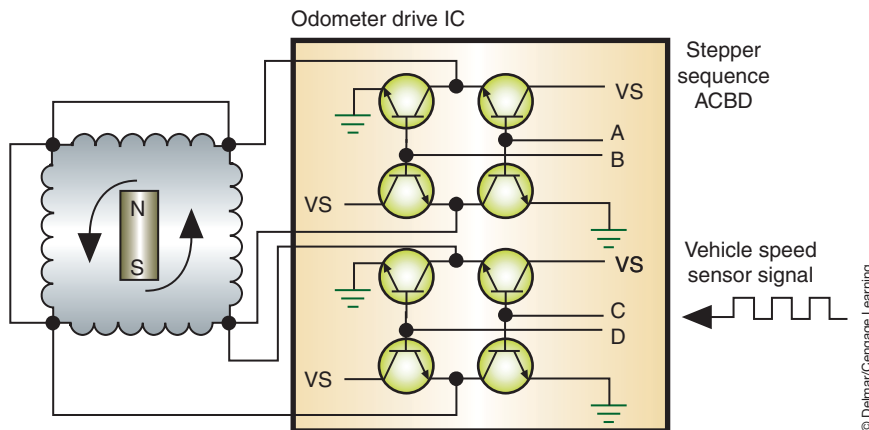 Odometer drive IC
Stepper
sequence
ACBD
VS
A
B
VS
N
S
VS
Vehicle speed
sensor signal
C
D
VS
© Delmar/Cengage Learning